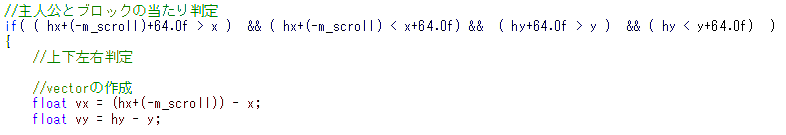 //主人公とブロックの当たり判定
if( ( hx+(-m_scroll)+64.0f > x )  && ( hx+(-m_scroll) < x+64.0f )  && (  hy+64.0f > y )  && ( hy < y+64.0f)  )
{
//上下左右判定
//vectorの作成
float vx = (hx+(-m_scroll)) - x;
float vy = hy - y;